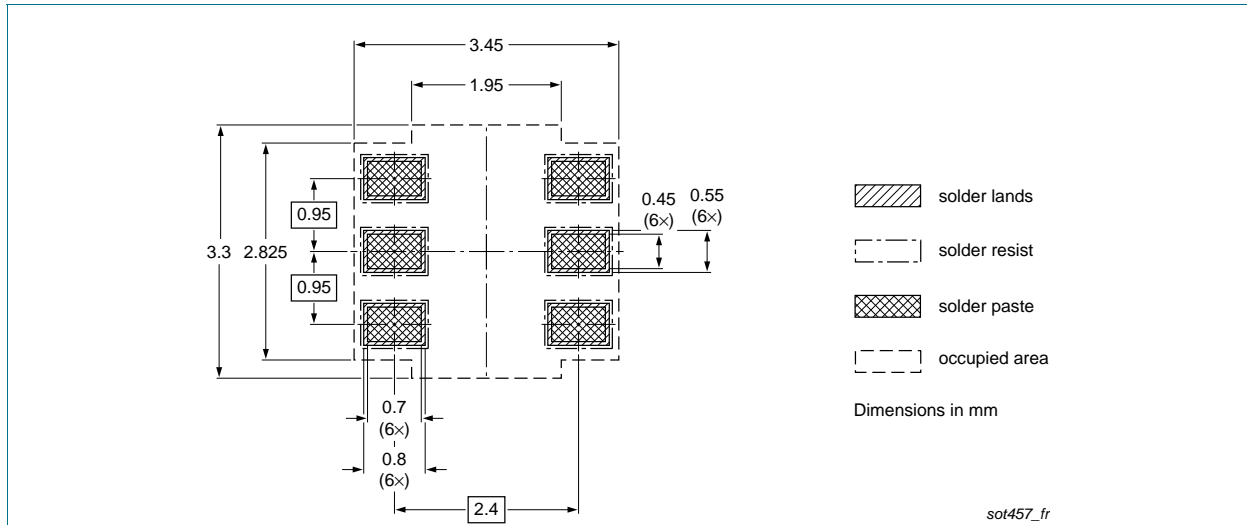 3.45
1.95
0.95
3.3 2.825
0.95
0.45
(6×)
0.55
(6×)
0.7
(6×)
0.8
(6×)
2.4
solder lands
solder resist
solder paste
occupied area
Dimensions in mm
sot457_fr